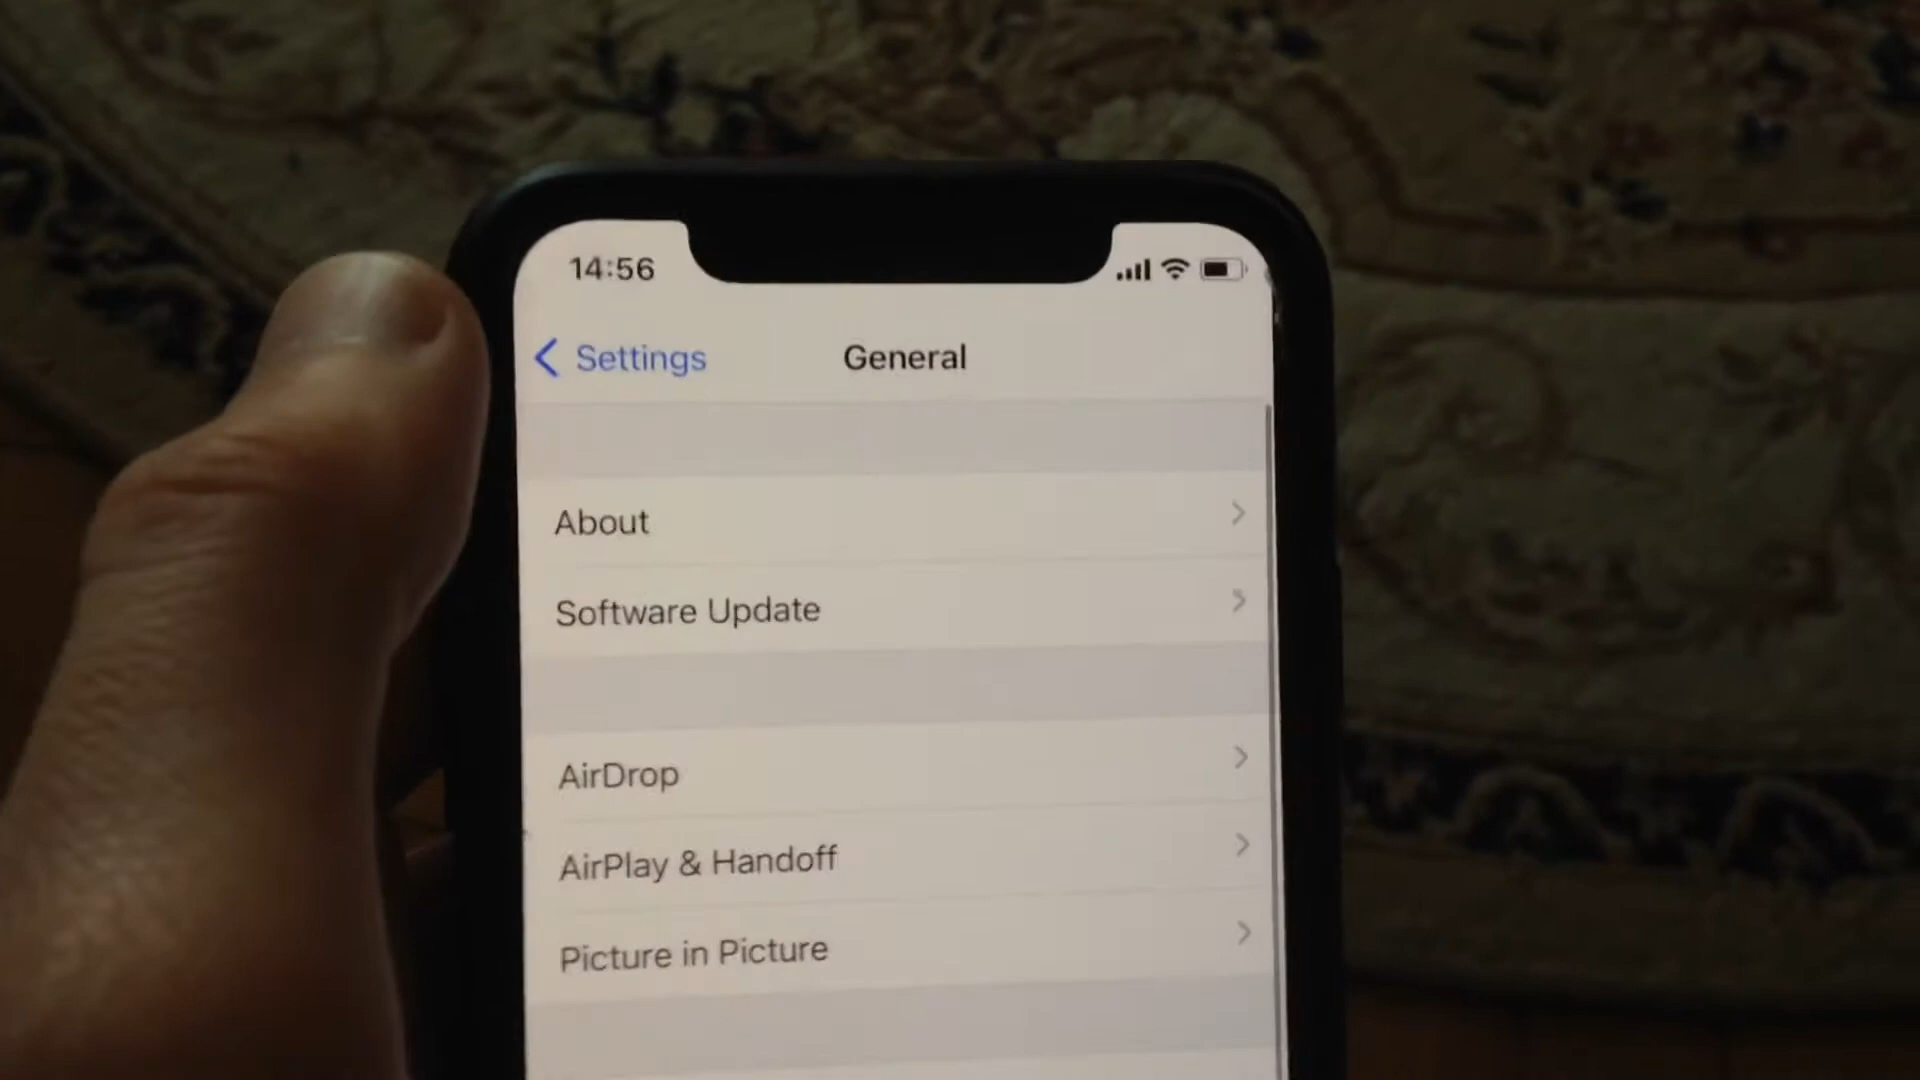 14:56
Settings
General
About
Software Update
AirDrop
AirPlay & Handoff
Picture in Picture